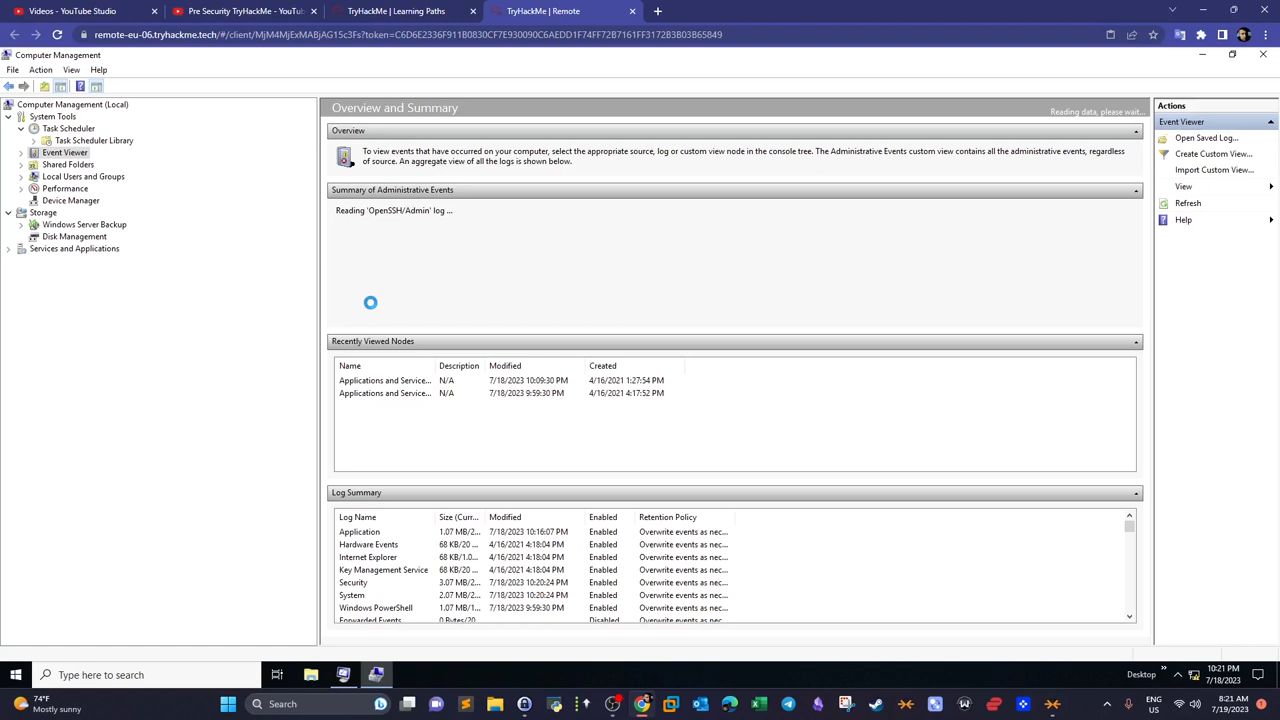 Videos - YouTube Studio
Pre Security TryHackMe - YouTu
TryHackMe | Learning Paths
TryHackMe | Remote
remote-eu-06.tryhackme.tech/#/client/MjM4MjExMABjAG15c3Fs?token=C6D6E2336F911B0830CF7E930090C6AEDD1F74FF72B7161FF3172B3B03B65849
Computer Management
File Action View Help
Computer Management (Local)
System Tools
Task Scheduler
Task Scheduler Library
Event Viewer
Shared Folders
Local Users and Groups
Performance
Device Manager
Storage
Windows Server Backup
Disk Management
Services and Applications
Overview and Summary
Reading data, please wait...
Overview
To view events that have occurred on your computer, select the appropriate source, log or custom view node in the console tree. The Administrative Events custom view contains all the administrative events, regardless
of source. An aggregate view of all the logs is shown below.
Summary of Administrative Events
Reading 'OpenSSH/Admin' log ...
Recently Viewed Nodes
Name Description Modified Created
Applications and Service... N/A 7/18/2023 10:09:30 PM 4/16/2021 1:27:54 PM
Applications and Service... N/A 7/18/2023 9:59:30 PM 4/16/2021 4:17:52 PM
Log Summary
Log Name Size (Curr... Modified Enabled Retention Policy
Application 1.07 MB/2... 7/18/2023 10:16:07 PM Enabled Overwrite events as nec...
Hardware Events 68 KB/20 ... 4/16/2021 4:18:04 PM Enabled Overwrite events as nec...
Internet Explorer 68 KB/1.0... 4/16/2021 4:18:04 PM Enabled Overwrite events as nec...
Key Management Service 68 KB/20 ... 4/16/2021 4:18:04 PM Enabled Overwrite events as nec...
Security 3.07 MB/2... 7/18/2023 10:20:24 PM Enabled Overwrite events as nec...
System 2.07 MB/2... 7/18/2023 10:20:24 PM Enabled Overwrite events as nec...
Windows PowerShell 1.07 MB/1... 7/18/2023 9:59:30 PM Enabled Overwrite events as nec...
Forwarded Events 0 Bytes/20 Disabled Overwrite events as nec...
Actions
Event Viewer
Open Saved Log...
Create Custom View...
Import Custom View...
View
Refresh
Help
Type here to search
Desktop
10:21 PM
7/18/2023
74°F
Mostly sunny
Search
ENG
US
8:21 AM
7/19/2023